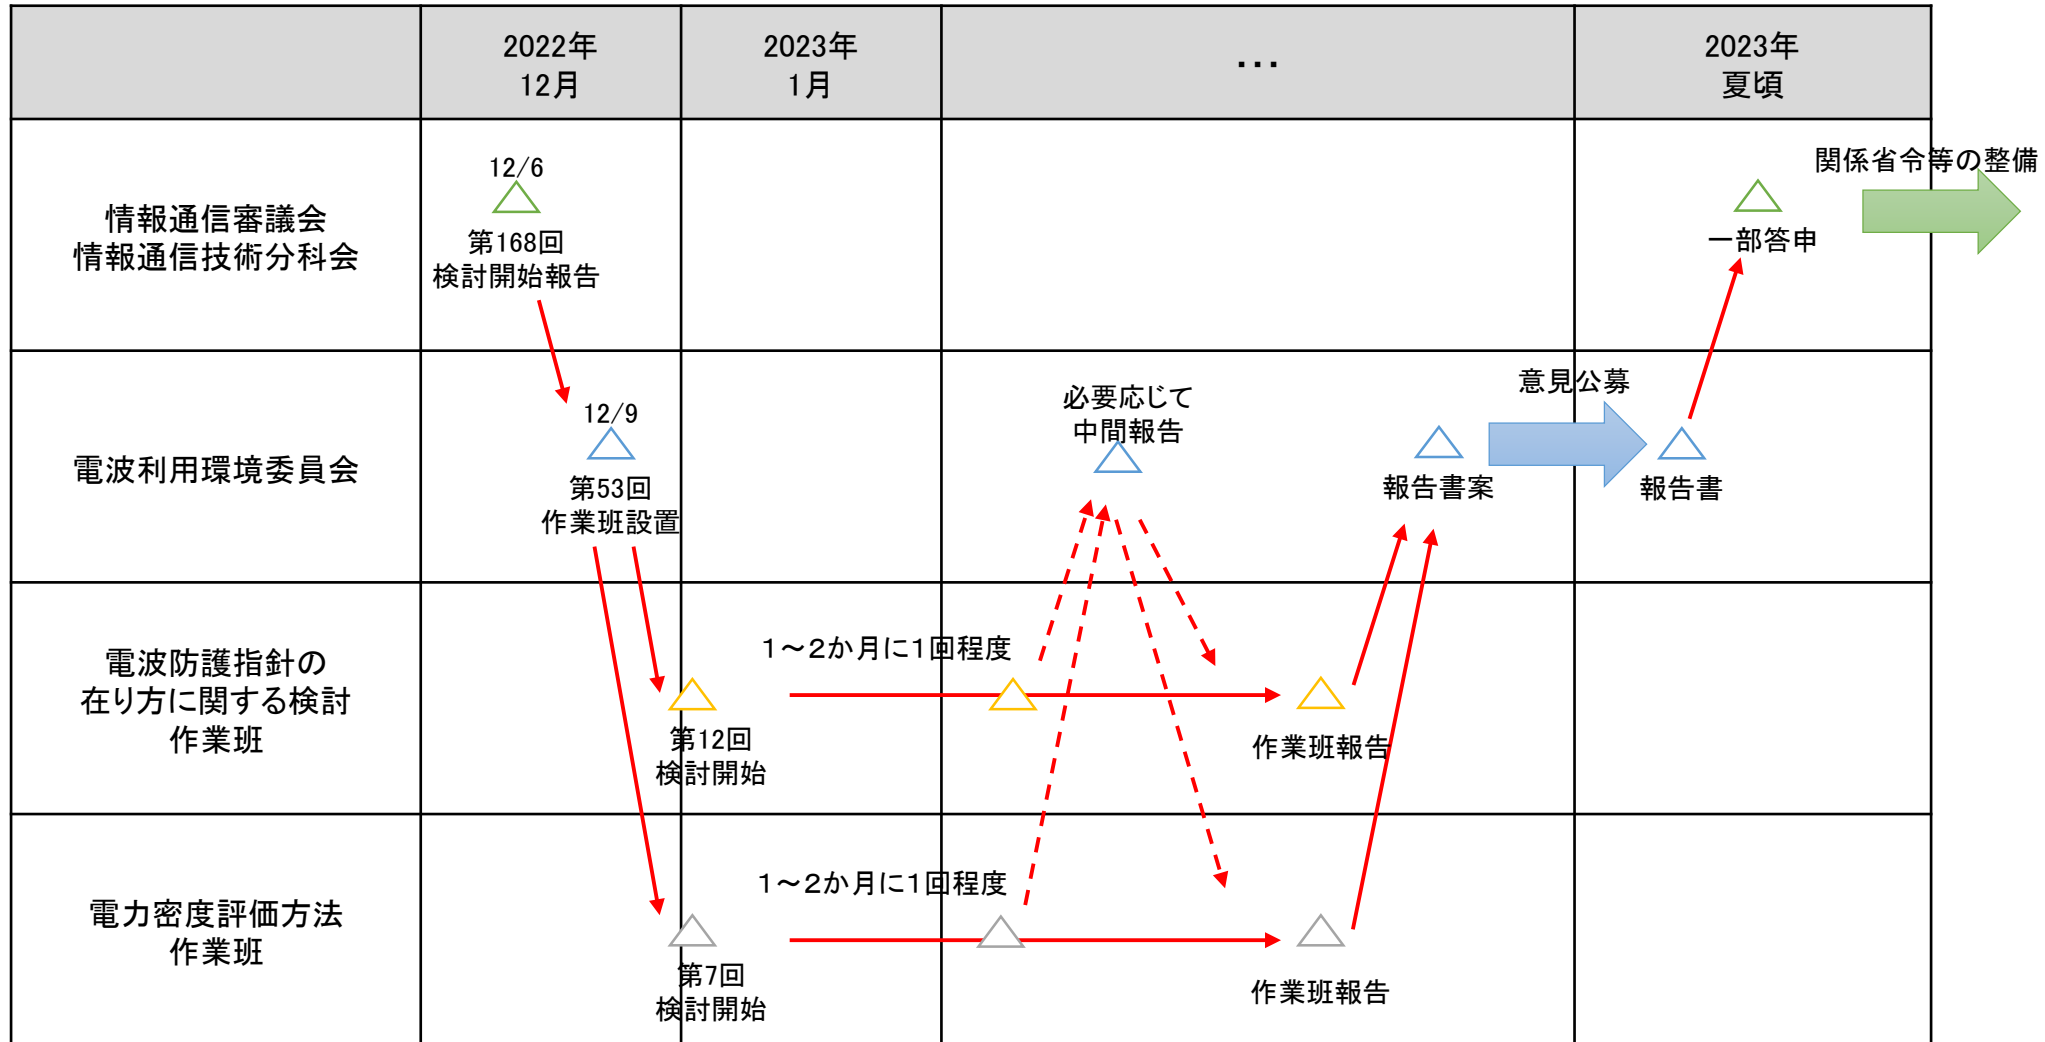 2022年
12月
2023年
1月
・・・
2023年
夏頃
情報通信審議会
情報通信技術分科会
12/6
第168回
検討開始報告
一部答申
関係省令等の整備
電波利用環境委員会
12/9
第53回
作業班設置
必要応じて
中間報告
報告書案
意見公募
報告書
電波防護指針の
在り方に関する検討
作業班
第12回
検討開始
1～2か月に1回程度
作業班報告
電力密度評価方法
作業班
第7回
検討開始
1～2か月に1回程度
作業班報告